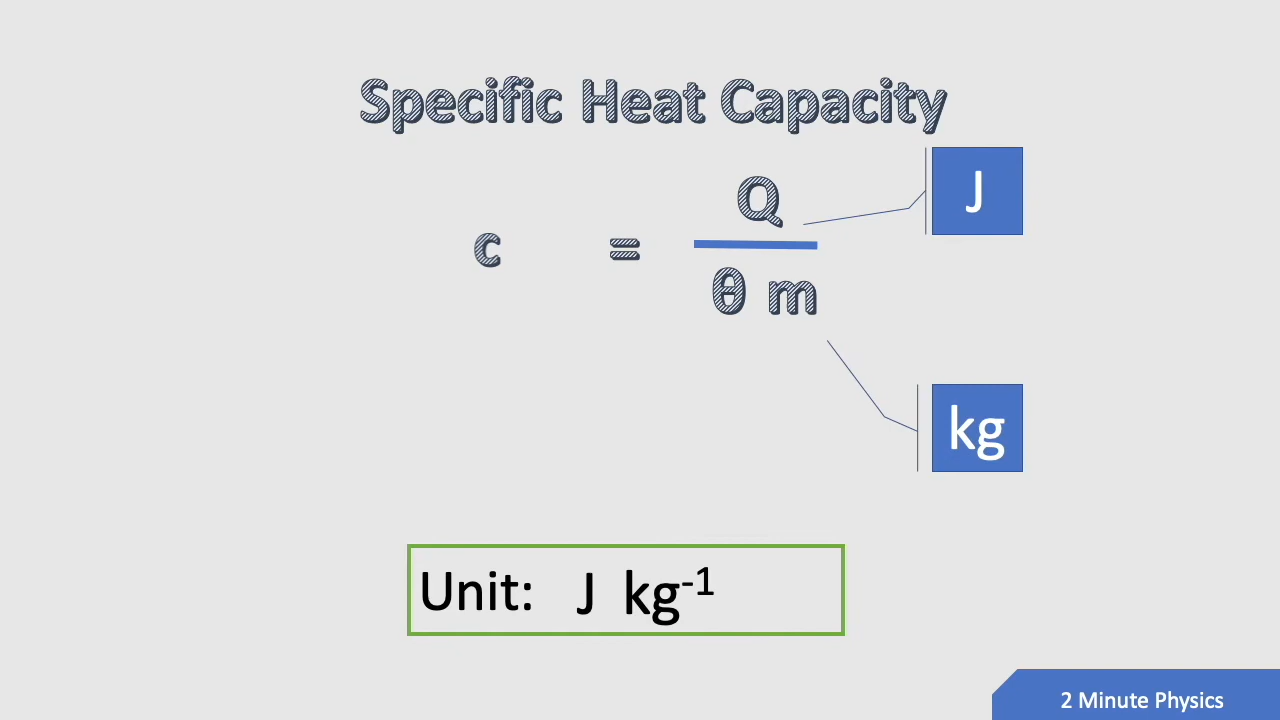 Specific Heat Capacity
Q
J
c =
θ m
kg
Unit: J kg⁻¹
2 Minute Physics